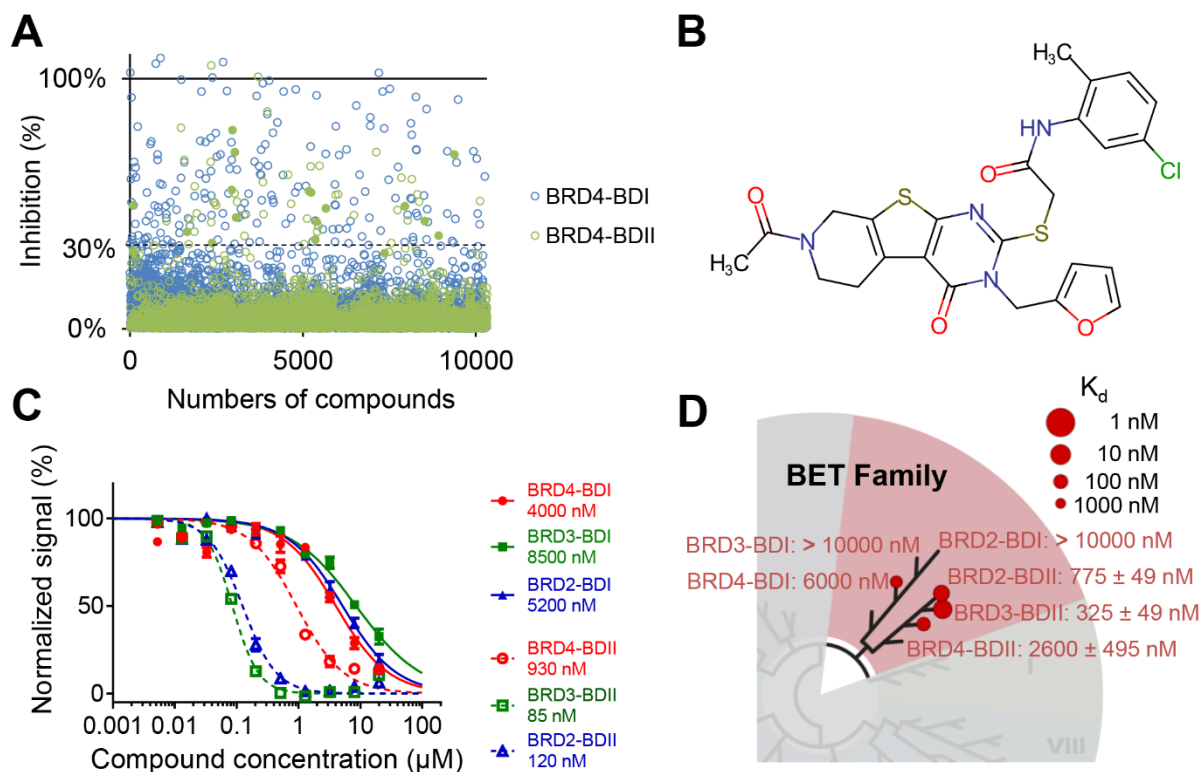 A
100%
30%
0%
Inhibition (%)
0
5000
10000
Numbers of compounds
BRD4-BDI
BRD4-BDII
B
H₃C
HN
O
Cl
S
N
S
O
N
H₃C
N
O
O
C
Normalized signal (%)
100
50
0
0.001
0.01
0.1
1
10
100
Compound concentration (µM)
BRD4-BDI
4000 nM
BRD3-BDI
8500 nM
BRD2-BDI
5200 nM
BRD4-BDII
930 nM
BRD3-BDII
85 nM
BRD2-BDII
120 nM
D
Kd
1 nM
10 nM
100 nM
1000 nM
BET Family
BRD3-BDI: > 10000 nM
BRD4-BDI: 6000 nM
BRD2-BDI: > 10000 nM
BRD2-BDII: 775 ± 49 nM
BRD3-BDII: 325 ± 49 nM
BRD4-BDII: 2600 ± 495 nM
I
VIII